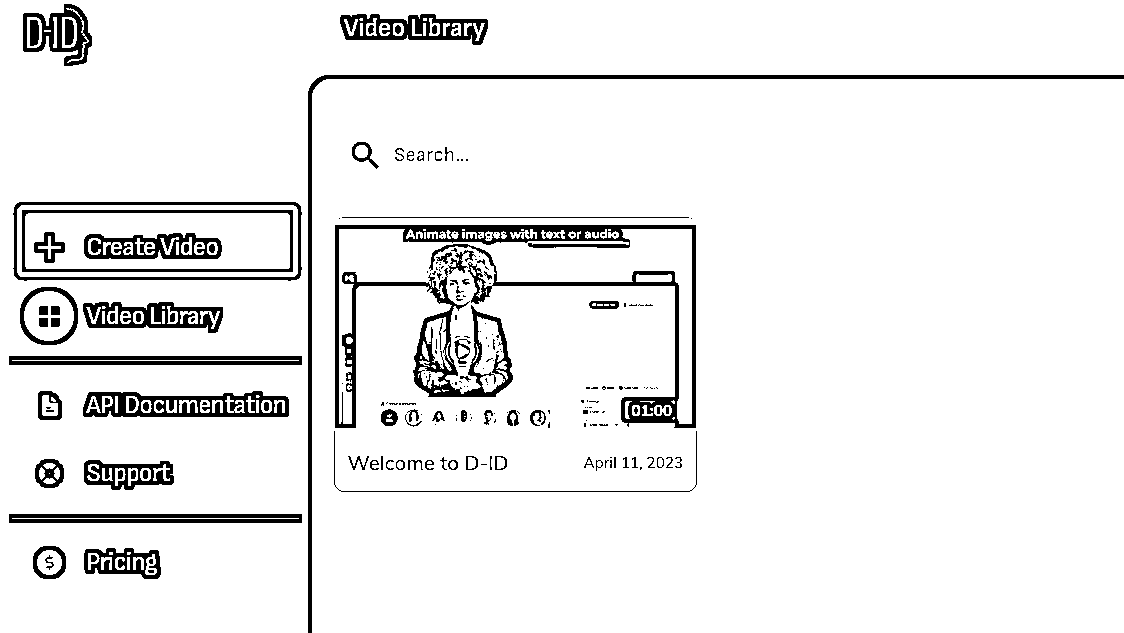 D-ID
Video Library
Search...
Create Video
Video Library
API Documentation
Support
Pricing
Animate images with text or audio
01:00
Welcome to D-ID
April 11, 2023